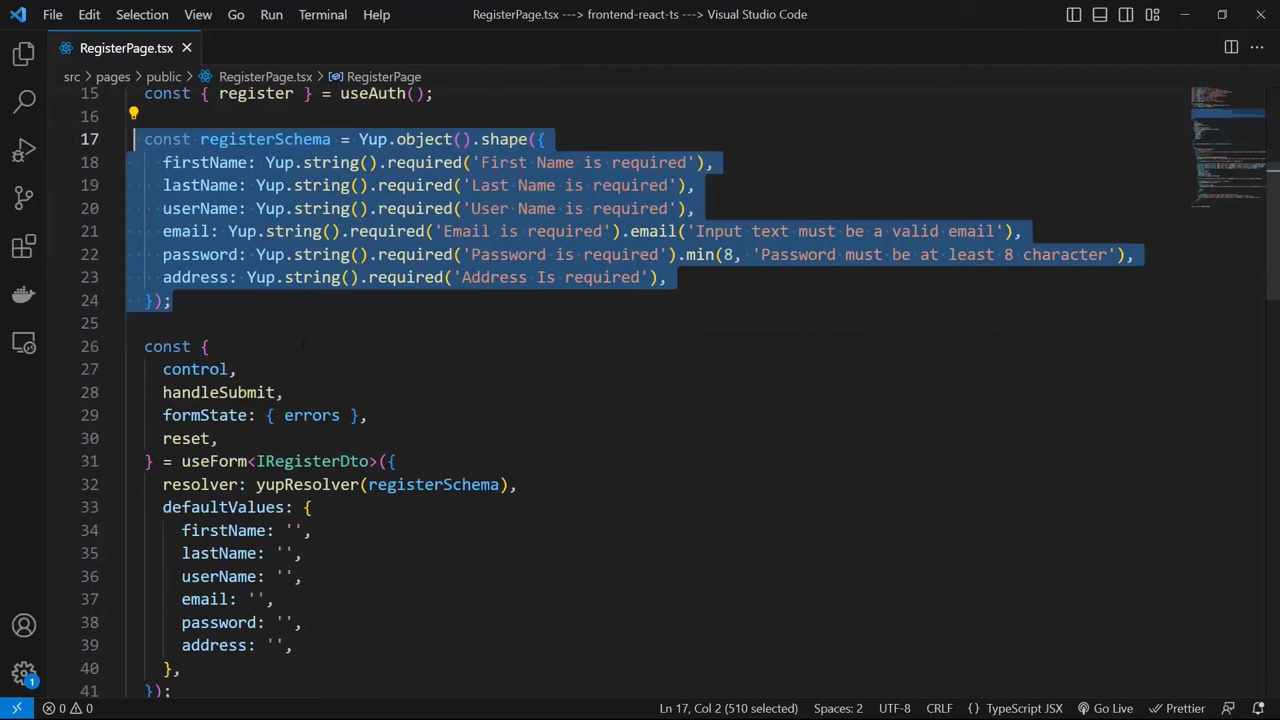 File Edit Selection View Go Run Terminal Help RegisterPage.tsx ---> frontend-react-ts ---> Visual Studio Code
RegisterPage.tsx
src > pages > public > RegisterPage.tsx > RegisterPage
15 const { register } = useAuth();
16
17 const registerSchema = Yup.object().shape({
18 firstName: Yup.string().required('First Name is required'),
19 lastName: Yup.string().required('Last Name is required'),
20 userName: Yup.string().required('User Name is required'),
21 email: Yup.string().required('Email is required').email('Input text must be a valid email'),
22 password: Yup.string().required('Password is required').min(8, 'Password must be at least 8 character'),
23 address: Yup.string().required('Address Is required'),
24 });
25
26 const {
27 control,
28 handleSubmit,
29 formState: { errors },
30 reset,
31 } = useForm<IRegisterDto>({
32 resolver: yupResolver(registerSchema),
33 defaultValues: {
34 firstName: '',
35 lastName: '',
36 userName: '',
37 email: '',
38 password: '',
39 address: '',
40 },
41 });
1
0 0 Ln 17, Col 2 (510 selected) Spaces: 2 UTF-8 CRLF {} TypeScript JSX Go Live Prettier